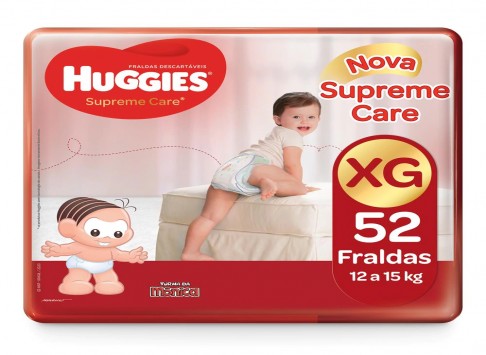 FRALDAS DESCARTÁVEIS
HUGGIES
Supreme Care®
Nova
Supreme
Care
XG
52
Fraldas
12 a 15 kg
TURMA DA
Mônica